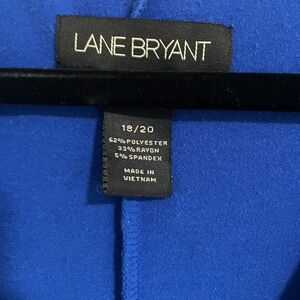 LANE BRYANT
18/20
62% POLYESTER
33% RAYON
5% SPANDEX
MADE IN
VIETNAM